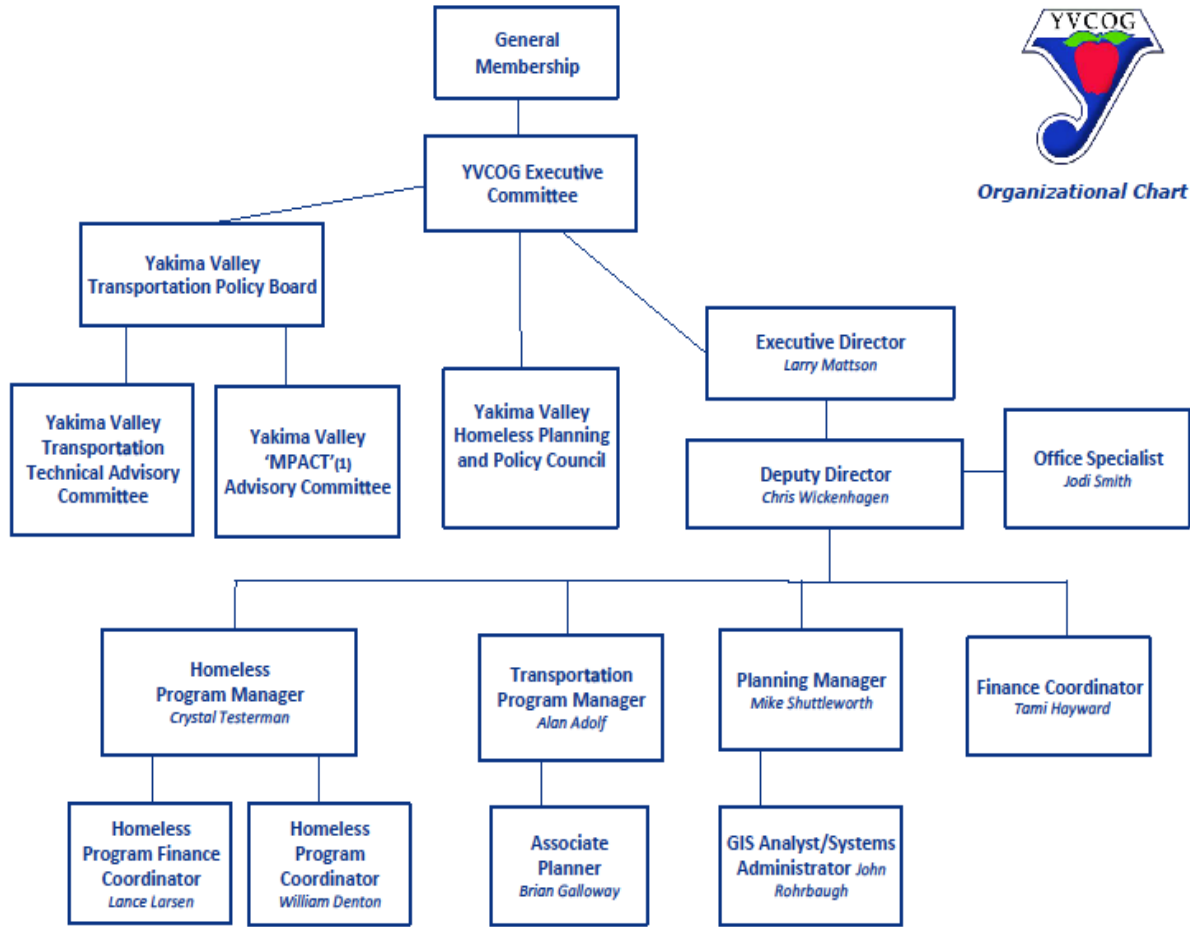 YVCOG
Organizational Chart
General
Membership
YVCOG Executive
Committee
Yakima Valley
Transportation Policy Board
Executive Director
Larry Mattson
Yakima Valley
Transportation
Technical Advisory
Committee
Yakima Valley
‘MPACT’(1)
Advisory Committee
Yakima Valley
Homeless Planning
and Policy Council
Deputy Director
Chris Wickenhagen
Office Specialist
Jodi Smith
Homeless
Program Manager
Crystal Testerman
Transportation
Program Manager
Alan Adolf
Planning Manager
Mike Shuttleworth
Finance Coordinator
Tami Hayward
Homeless
Program Finance
Coordinator
Lance Larsen
Homeless
Program
Coordinator
William Denton
Associate
Planner
Brian Galloway
GIS Analyst/Systems
Administrator John
Rohrbaugh